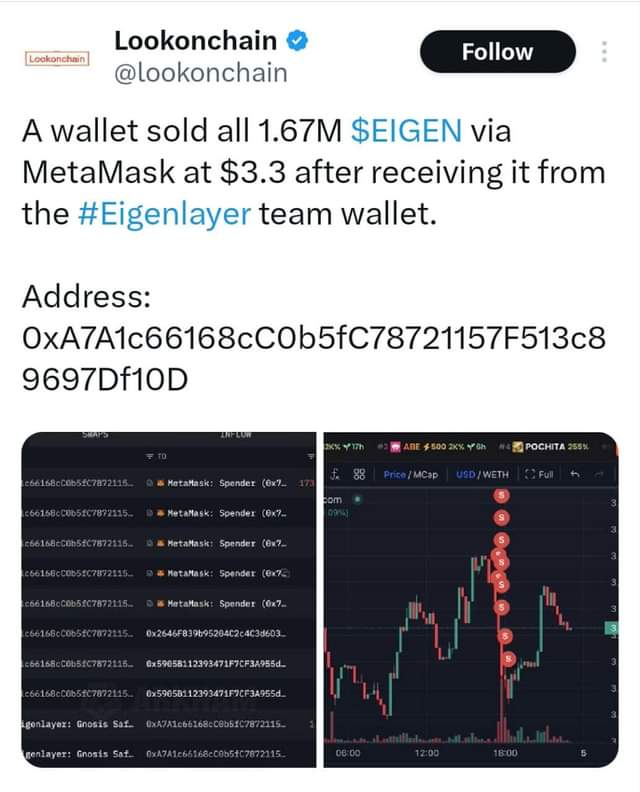 Lookonchain
Lookonchain
@lookonchain
Follow
A wallet sold all 1.67M $EIGEN via
MetaMask at $3.3 after receiving it from
the #Eigenlayer team wallet.
Address:
0xA7A1c66168cC0b5fC78721157F513c8
9697Df10D
SWAPS INFLOW
TO
c66168cC0b5fC7872115… MetaMask: Spender (0x7… 173
c66168cC0b5fC7872115… MetaMask: Spender (0x7…
c66168cC0b5fC7872115… MetaMask: Spender (0x7…
c66168cC0b5fC7872115… MetaMask: Spender (0x7…
c66168cC0b5fC7872115… MetaMask: Spender (0x7…
c66168cC0b5fC7872115… 0x2646F839b95204C2c4C3d603…
c66168cC0b5fC7872115… 0x5905B112393471F7CF3A955d…
c66168cC0b5fC7872115… 0x5905B112393471F7CF3A955d…
igenlayer: Gnosis Saf… 0xA7A1c66168cC0b5fC7872115… 1
igenlayer: Gnosis Saf… 0xA7A1c66168cC0b5fC7872115…
2K% 17h #3 ABE 500 2K% 6h #4 POCHITA 255%
Price / MCap USD / WETH Full
com
09%)
S
S
S
S
S
S
S
S
3
3
3
3
3
3
3
3
3
06:00 12:00 18:00 5